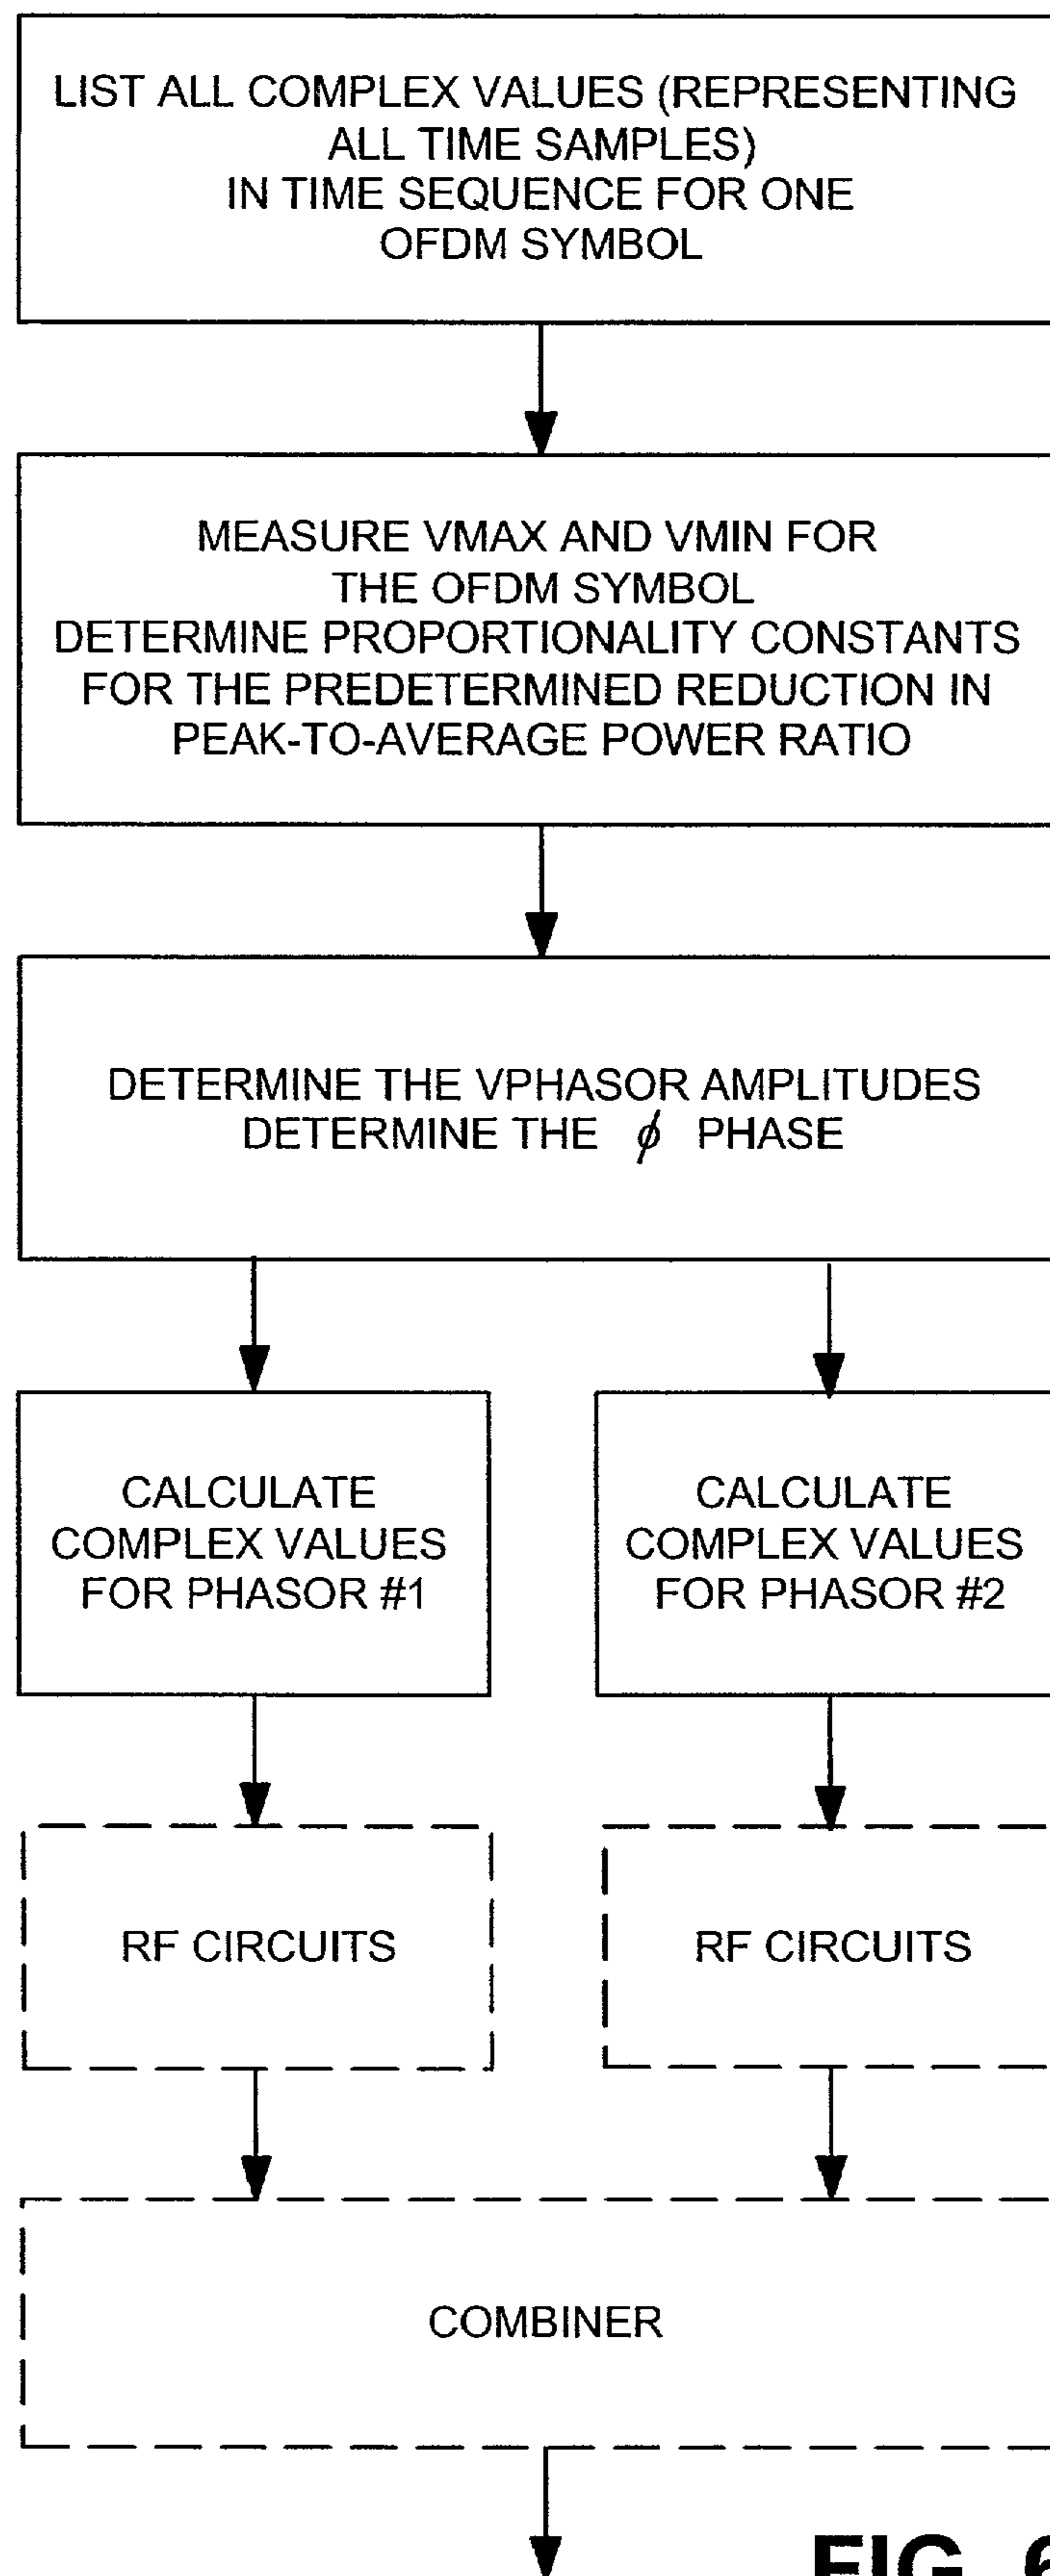 LIST ALL COMPLEX VALUES (REPRESENTING
ALL TIME SAMPLES)
IN TIME SEQUENCE FOR ONE
OFDM SYMBOL
MEASURE VMAX AND VMIN FOR
THE OFDM SYMBOL
DETERMINE PROPORTIONALITY CONSTANTS
FOR THE PREDETERMINED REDUCTION IN
PEAK-TO-AVERAGE POWER RATIO
DETERMINE THE VPHASOR AMPLITUDES
DETERMINE THE ϕ PHASE
CALCULATE
COMPLEX VALUES
FOR PHASOR #1
CALCULATE
COMPLEX VALUES
FOR PHASOR #2
RF CIRCUITS
RF CIRCUITS
COMBINER
FIG. 6